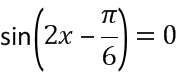 sin(2x − π/6) = 0